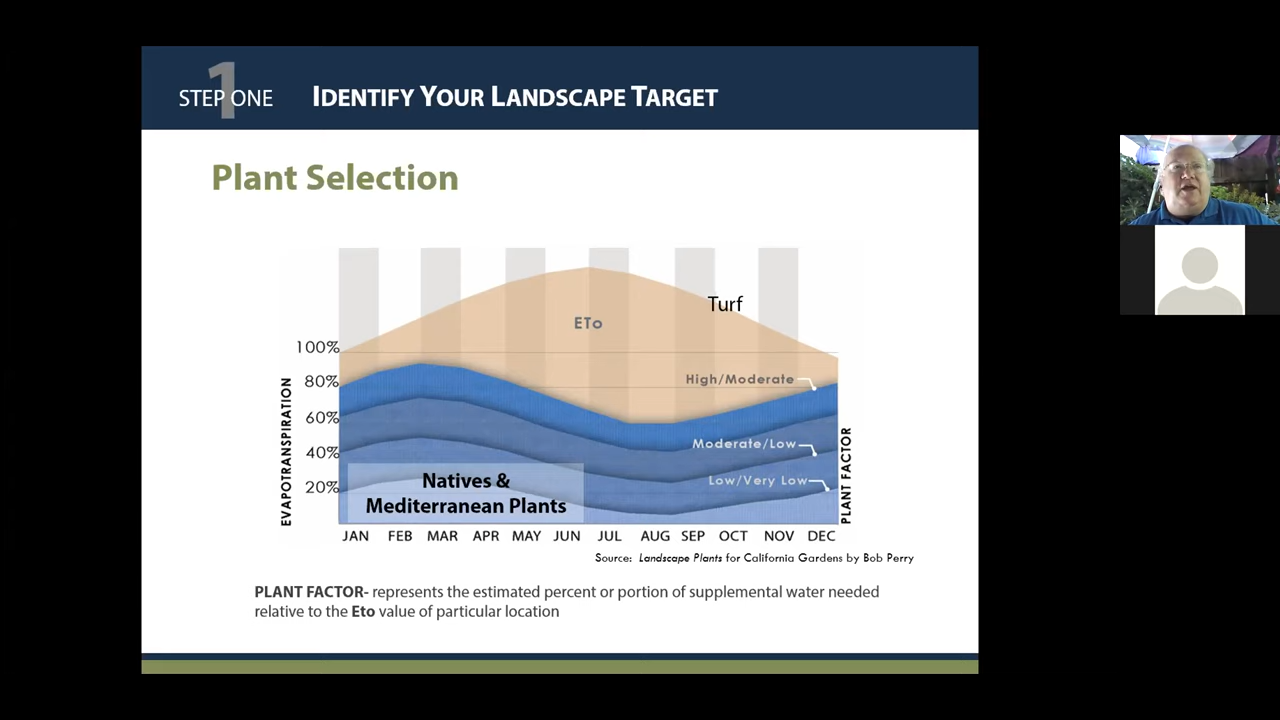 1
STEP ONE
IDENTIFY YOUR LANDSCAPE TARGET
Plant Selection
Turf
ETo
100%
80%
60%
40%
20%
EVAPOTRANSPIRATION
High/Moderate
Moderate/Low
Low/Very Low
PLANT FACTOR
Natives &
Mediterranean Plants
JAN FEB MAR APR MAY JUN JUL AUG SEP OCT NOV DEC
Source: Landscape Plants for California Gardens by Bob Perry
PLANT FACTOR- represents the estimated percent or portion of supplemental water needed
relative to the Eto value of particular location